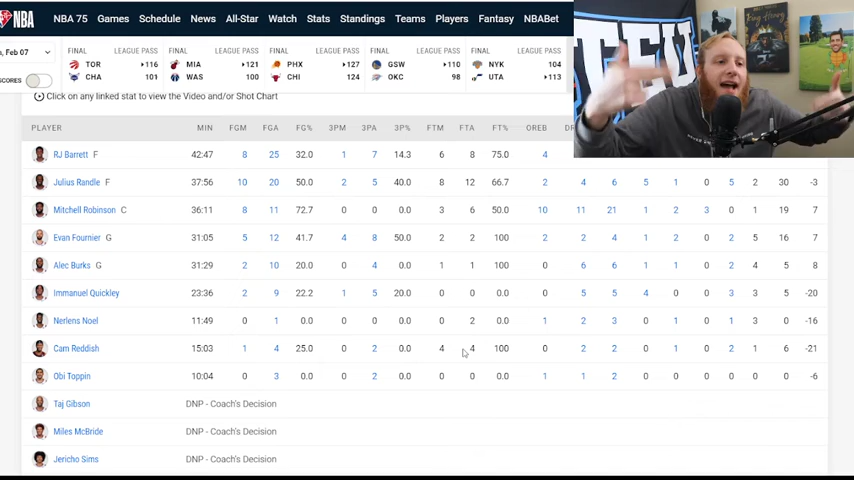 NBA NBA 75 Games Schedule News All-Star Watch Stats Standings Teams Players Fantasy NBABet
, Feb 07
SCORES
FINAL LEAGUE PASS
TOR 116
CHA 101
FINAL LEAGUE PASS
MIA 121
WAS 100
FINAL LEAGUE PASS
PHX 127
CHI 124
FINAL LEAGUE PASS
GSW 110
OKC 98
FINAL LEAGUE PASS
NYK 104
UTA 113
Click on any linked stat to view the Video and/or Shot Chart
PLAYER MIN FGM FGA FG% 3PM 3PA 3P% FTM FTA FT% OREB
RJ Barrett F 42:47 8 25 32.0 1 7 14.3 6 8 75.0 4
Julius Randle F 37:56 10 20 50.0 2 5 40.0 8 12 66.7 2 4 6 5 1 0 5 2 30 -3
Mitchell Robinson C 36:11 8 11 72.7 0 0 0.0 3 6 50.0 10 11 21 1 2 3 0 1 19 7
Evan Fournier G 31:05 5 12 41.7 4 8 50.0 2 2 100 2 2 4 1 2 0 2 5 16 7
Alec Burks G 31:29 2 10 20.0 0 4 0.0 1 1 100 0 6 6 1 1 0 2 4 5 8
Immanuel Quickley 23:36 2 9 22.2 1 5 20.0 0 0 0.0 0 5 5 4 0 0 3 3 5 -20
Nerlens Noel 11:49 0 1 0.0 0 0 0.0 0 2 0.0 1 2 3 0 1 0 1 3 0 -16
Cam Reddish 15:03 1 4 25.0 0 2 0.0 4 4 100 0 2 2 0 1 0 2 1 6 -21
Obi Toppin 10:04 0 3 0.0 0 2 0.0 0 0 0.0 1 1 2 0 0 0 0 0 0 -6
Taj Gibson DNP - Coach's Decision
Miles McBride DNP - Coach's Decision
Jericho Sims DNP - Coach's Decision